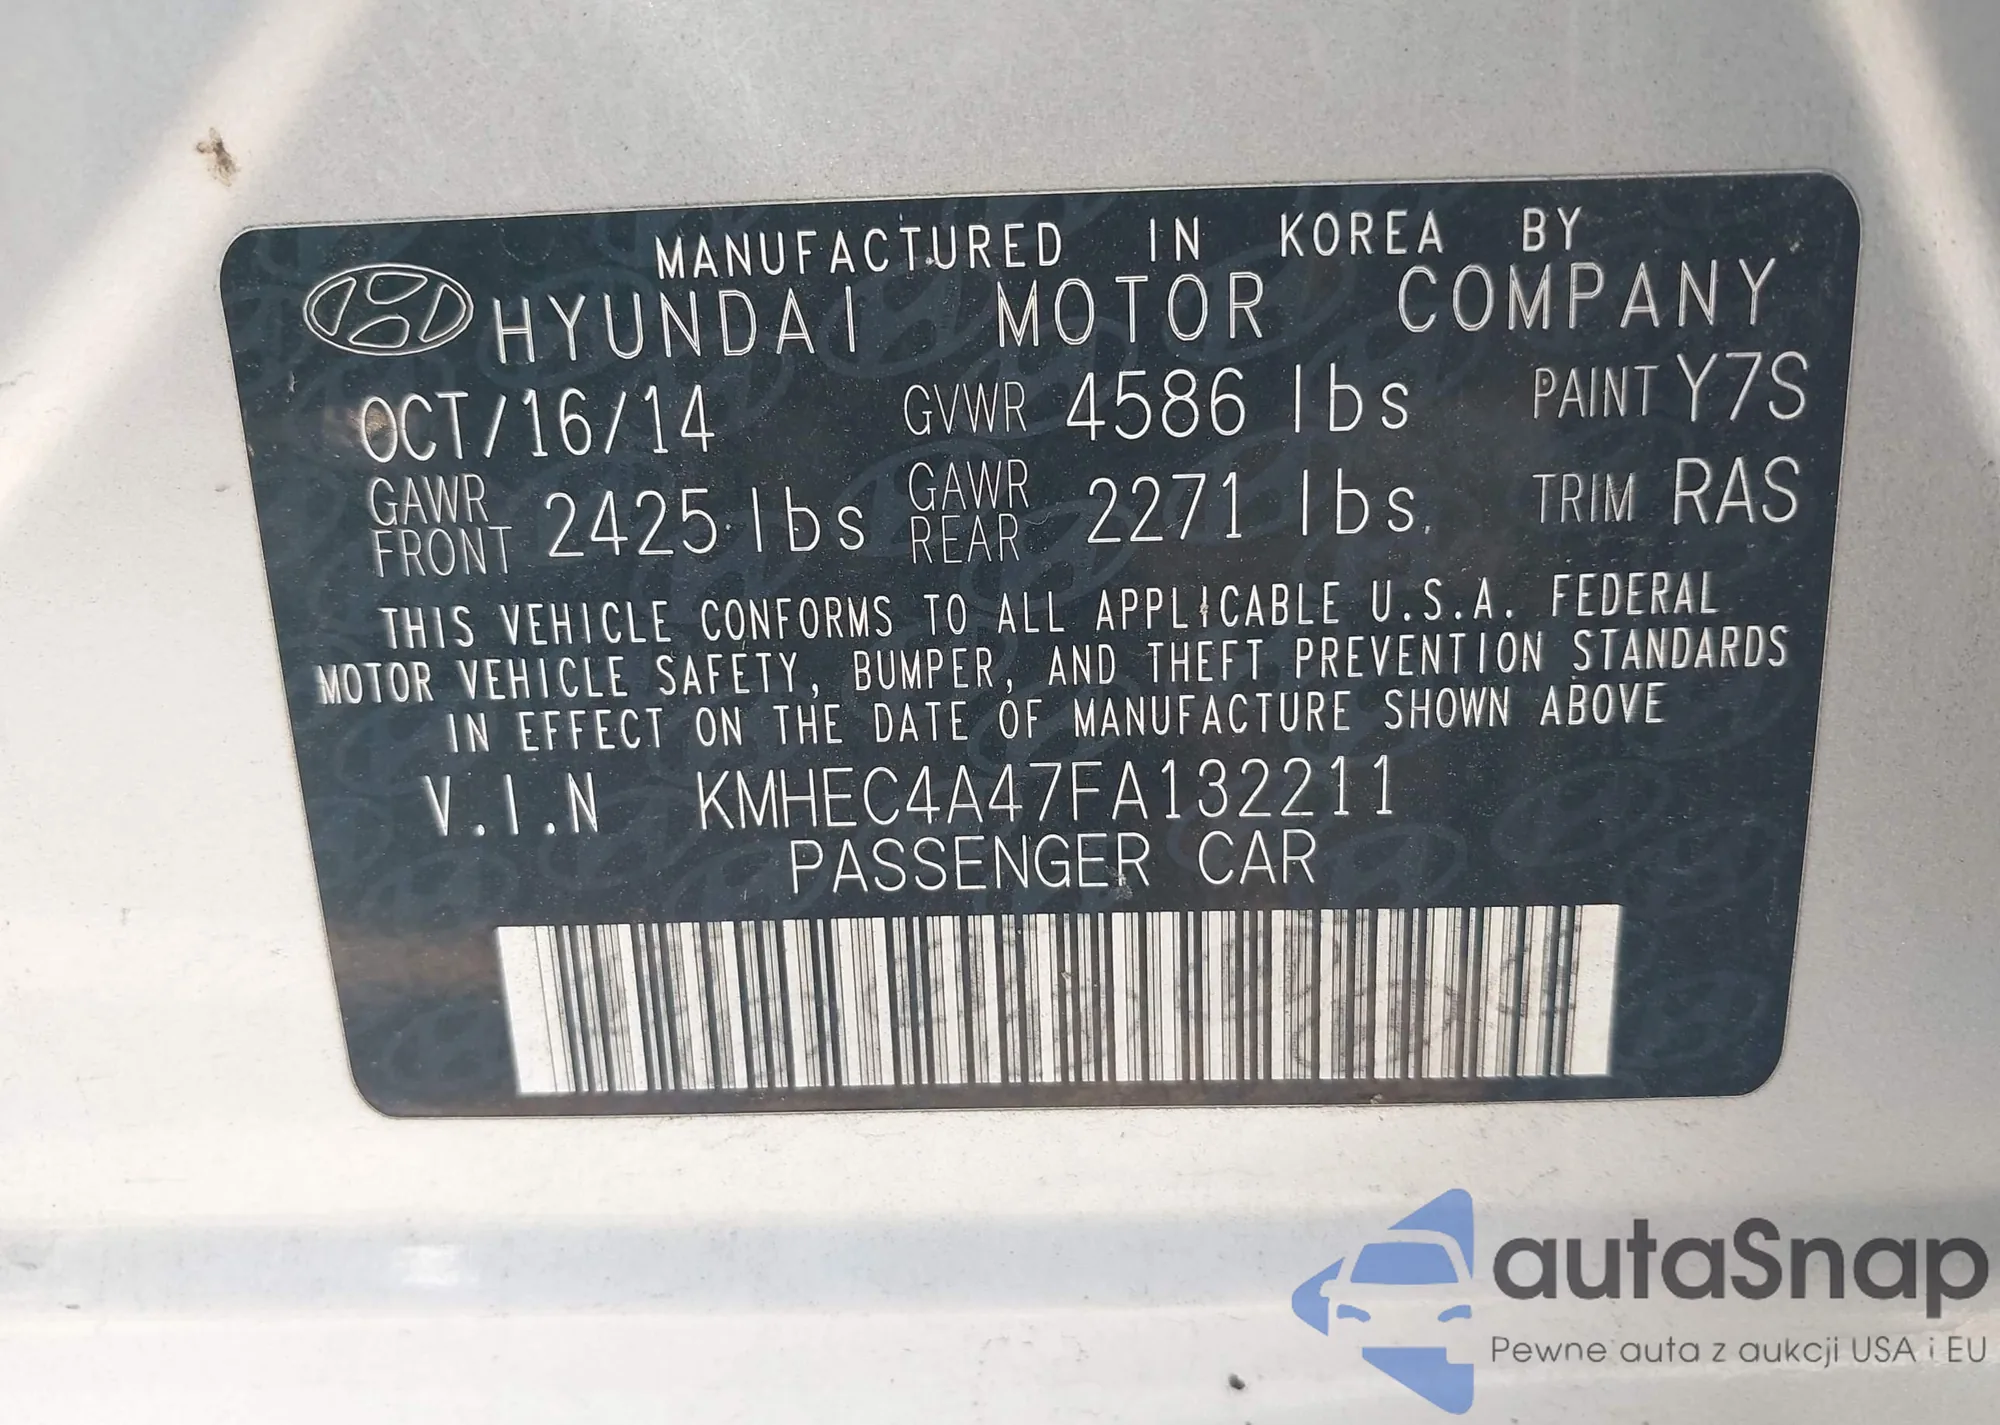 MANUFACTURED IN KOREA BY
HYUNDAI MOTOR COMPANY
OCT/16/14 GVWR 4586 lbs PAINT Y7S
GAWR FRONT 2425 lbs GAWR REAR 2271 lbs. TRIM RAS
THIS VEHICLE CONFORMS TO ALL APPLICABLE U.S.A. FEDERAL
MOTOR VEHICLE SAFETY, BUMPER, AND THEFT PREVENTION STANDARDS
IN EFFECT ON THE DATE OF MANUFACTURE SHOWN ABOVE
V.I.N KMHEC4A47FA132211
PASSENGER CAR
autaSnap
Pewne auta z aukcji USA i EU